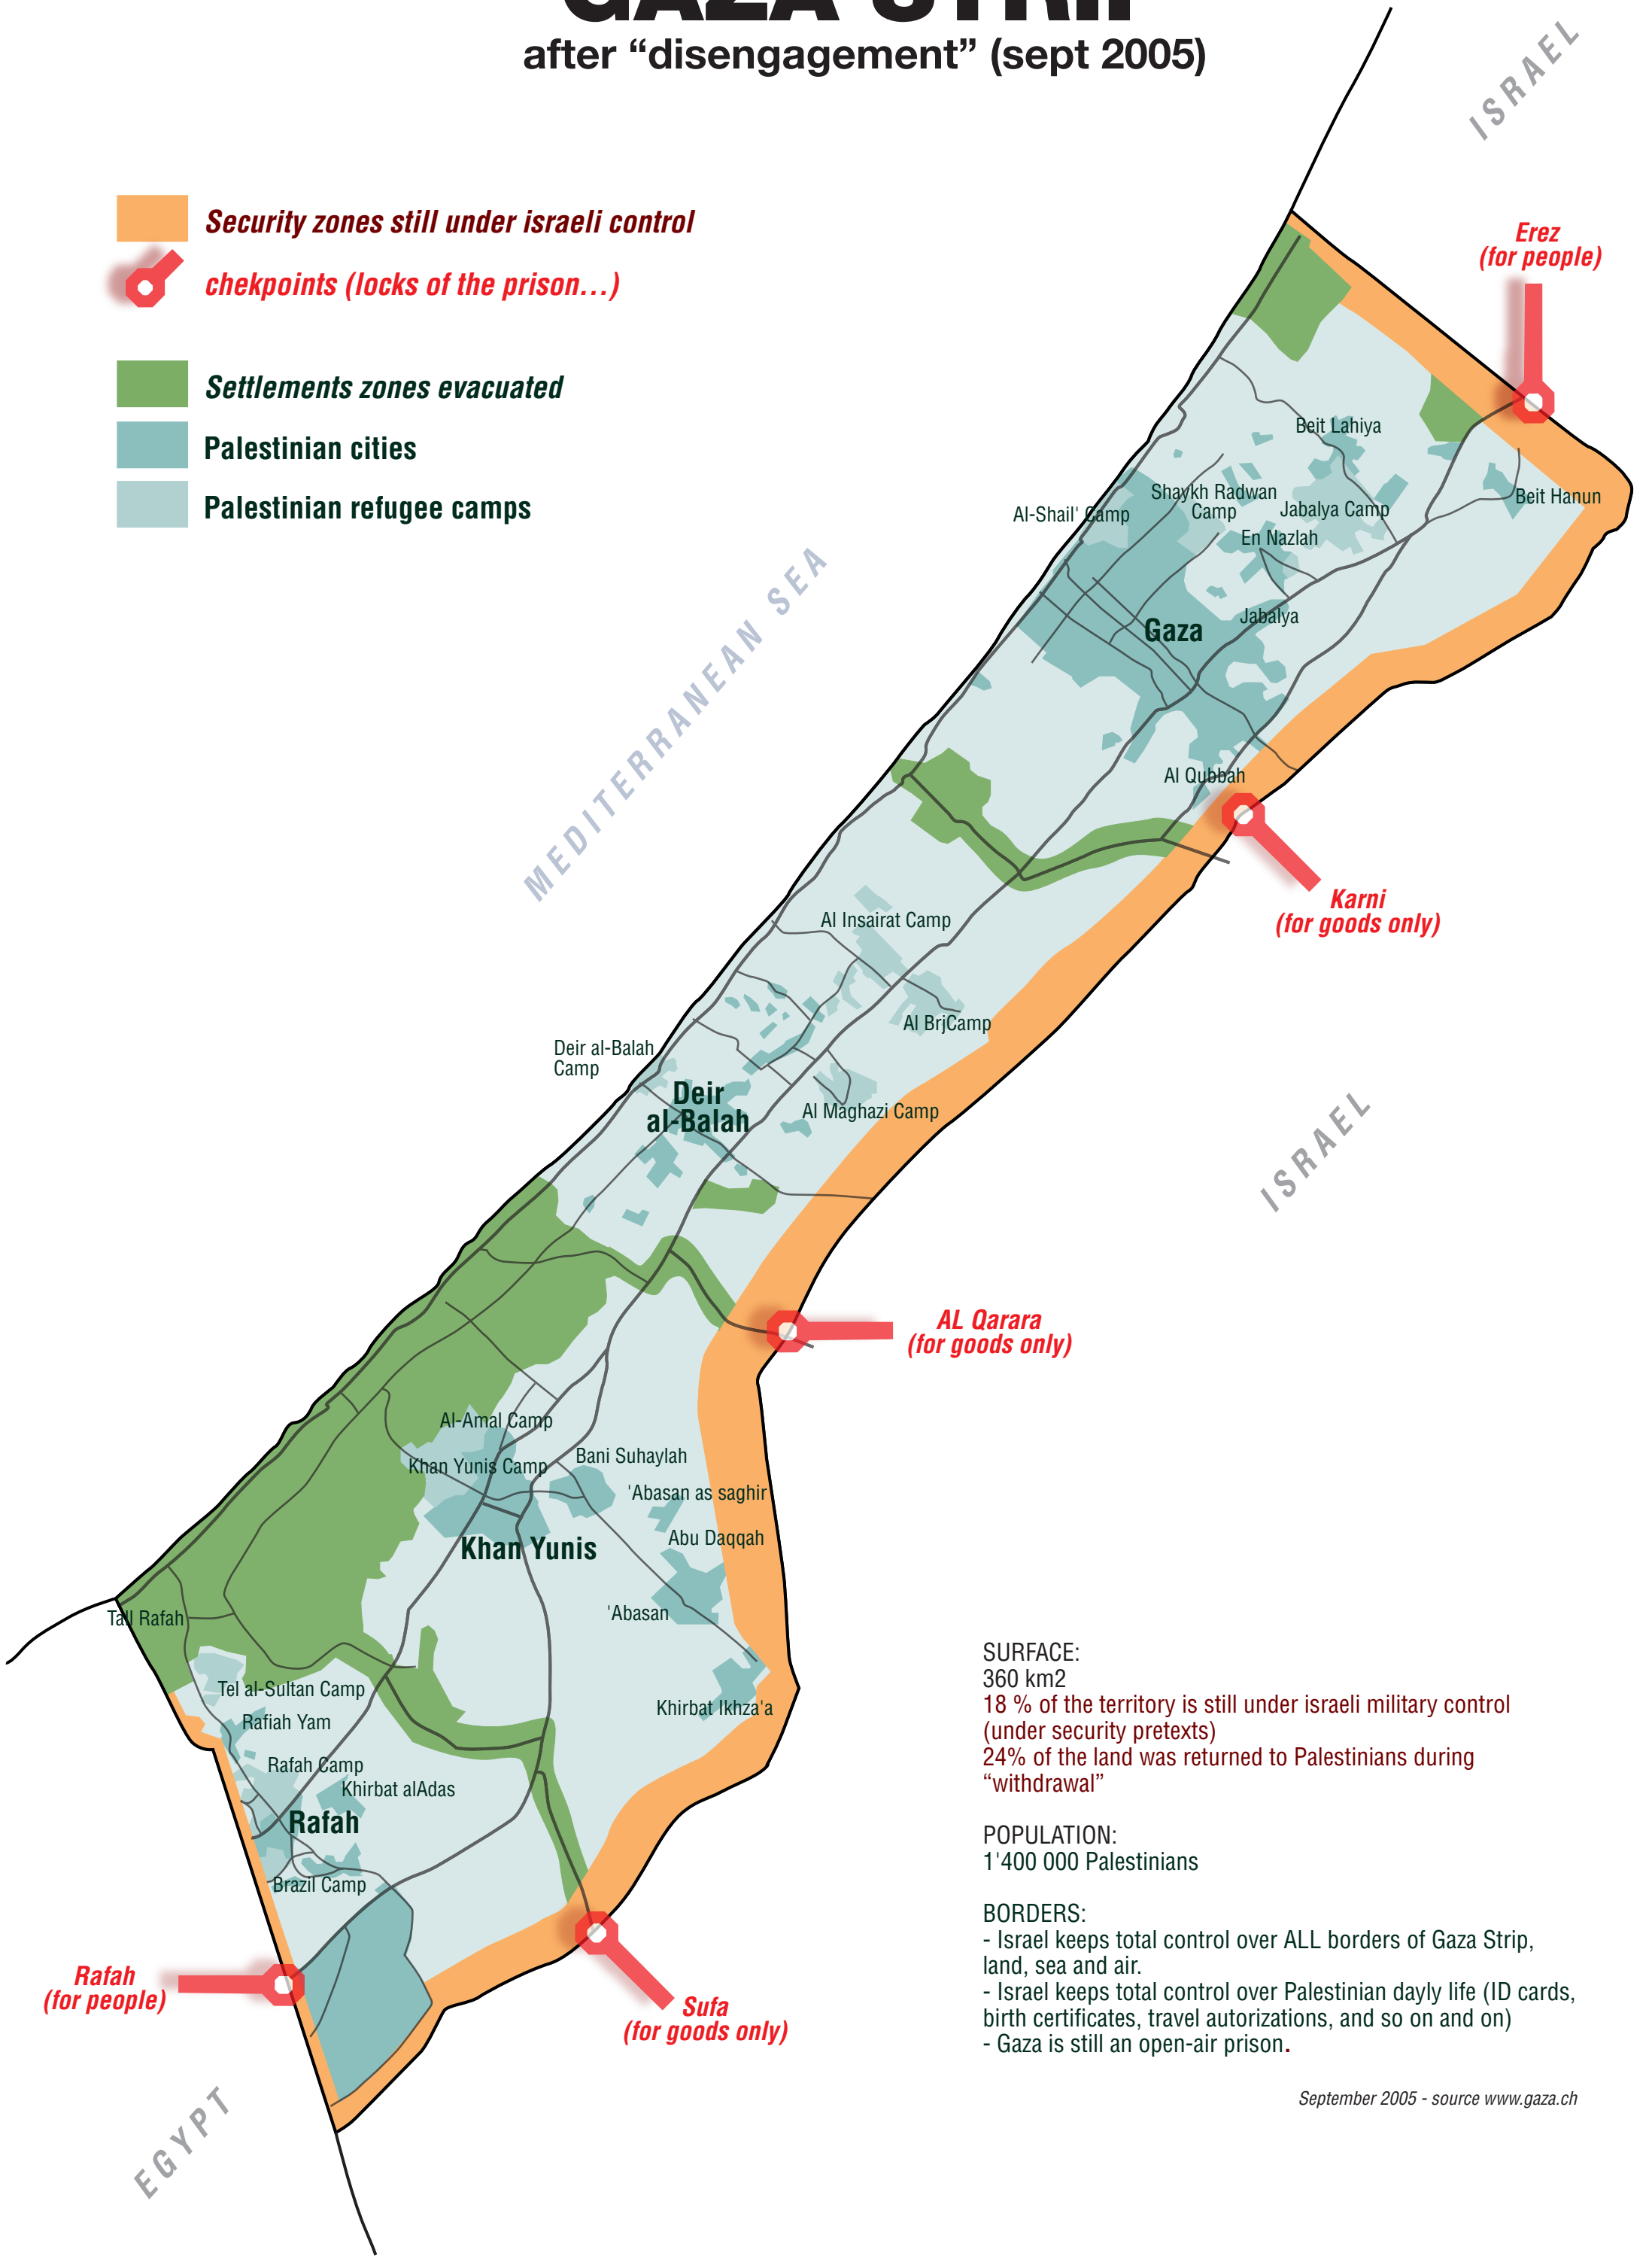 GAZA STRIP
after “disengagement” (sept 2005)
ISRAEL
Security zones still under israeli control
chekpoints (locks of the prison...)
Settlements zones evacuated
Palestinian cities
Palestinian refugee camps
Erez
(for people)
Beit Lahiya
Beit Hanun
Shaykh Radwan
Camp
Jabalya Camp
Al-Shail' Camp
En Nazlah
Jabalya
Gaza
MEDITERRANEAN SEA
Al Qubbah
Karni
(for goods only)
Al Insairat Camp
Al BrjCamp
Deir al-Balah
Camp
Deir
al-Balah
Al Maghazi Camp
ISRAEL
AL Qarara
(for goods only)
Al-Amal Camp
Khan Yunis Camp
Bani Suhaylah
'Abasan as saghir
Abu Daqqah
Khan Yunis
'Abasan
Tall Rafah
Tel al-Sultan Camp
Khirbat Ikhza'a
Rafiah Yam
Rafah Camp
Khirbat alAdas
Rafah
Brazil Camp
Rafah
(for people)
Sufa
(for goods only)
EGYPT
SURFACE:
360 km2
18 % of the territory is still under israeli military control
(under security pretexts)
24% of the land was returned to Palestinians during
“withdrawal”
POPULATION:
1'400 000 Palestinians
BORDERS:
- Israel keeps total control over ALL borders of Gaza Strip,
land, sea and air.
- Israel keeps total control over Palestinian dayly life (ID cards,
birth certificates, travel autorizations, and so on and on)
- Gaza is still an open-air prison.
September 2005 - source www.gaza.ch